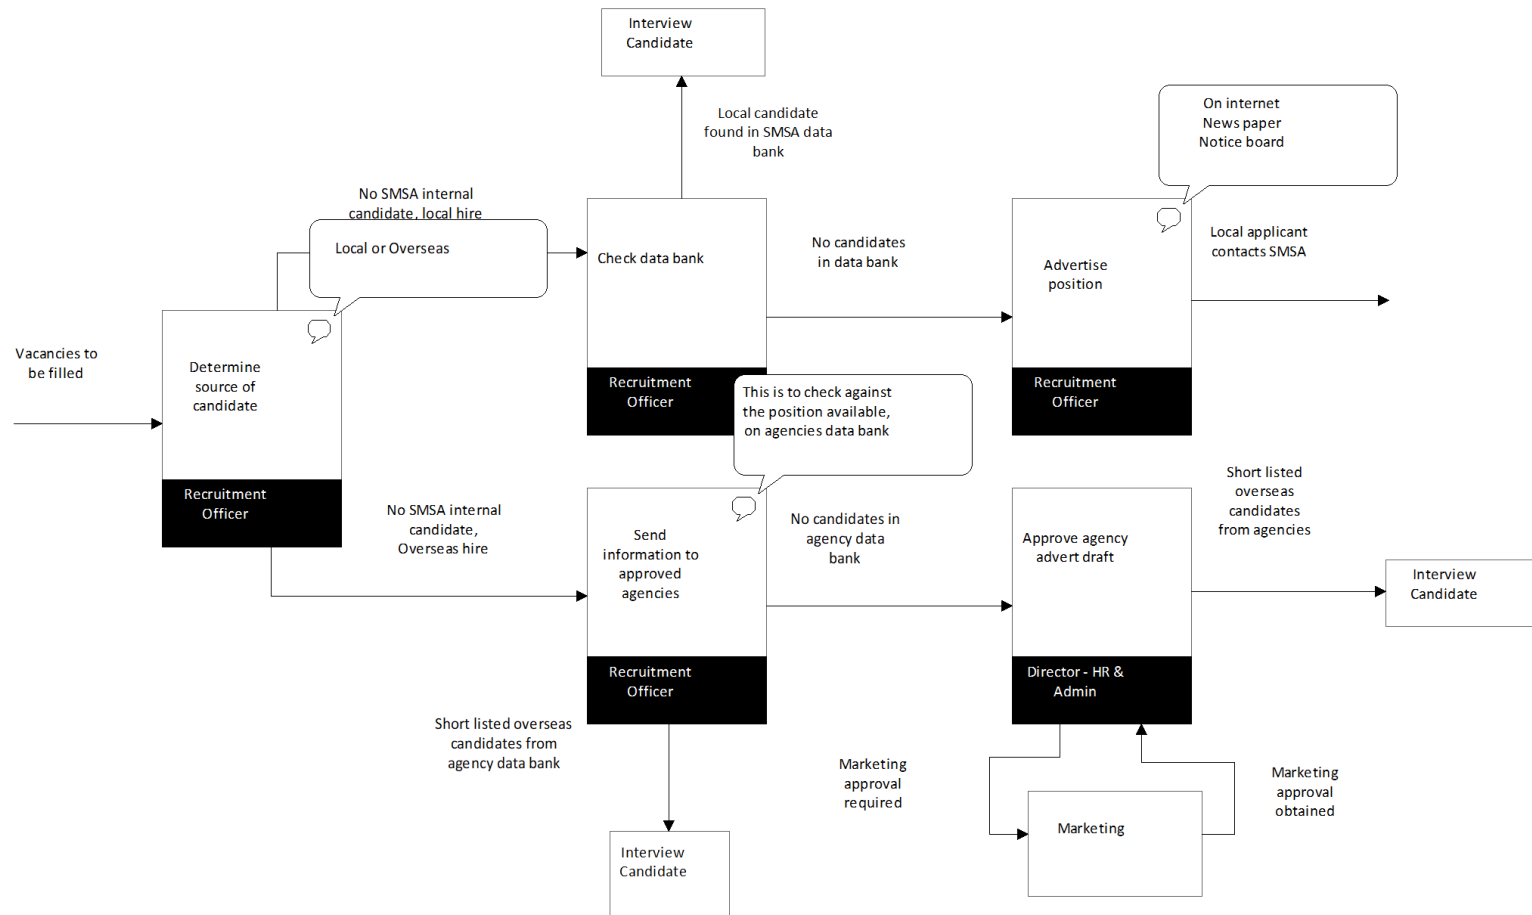 Interview
Candidate
Local candidate
found in SMSA data
bank
On internet
News paper
Notice board
No SMSA internal
candidate, local hire
Local or Overseas
Check data bank
No candidates
in data bank
Advertise
position
Local applicant
contacts SMSA
Vacancies to
be filled
Determine
source of
candidate
Recruitment
Officer
Recruitment
Officer
This is to check against
the position available,
on agencies data bank
Recruitment
Officer
No SMSA internal
candidate,
Overseas hire
Send
information to
approved
agencies
Recruitment
Officer
No candidates in
agency data
bank
Approve agency
advert draft
Director - HR &
Admin
Short listed
overseas
candidates
from agencies
Interview
Candidate
Short listed overseas
candidates from
agency data bank
Interview
Candidate
Marketing
approval
required
Marketing
Marketing
approval
obtained